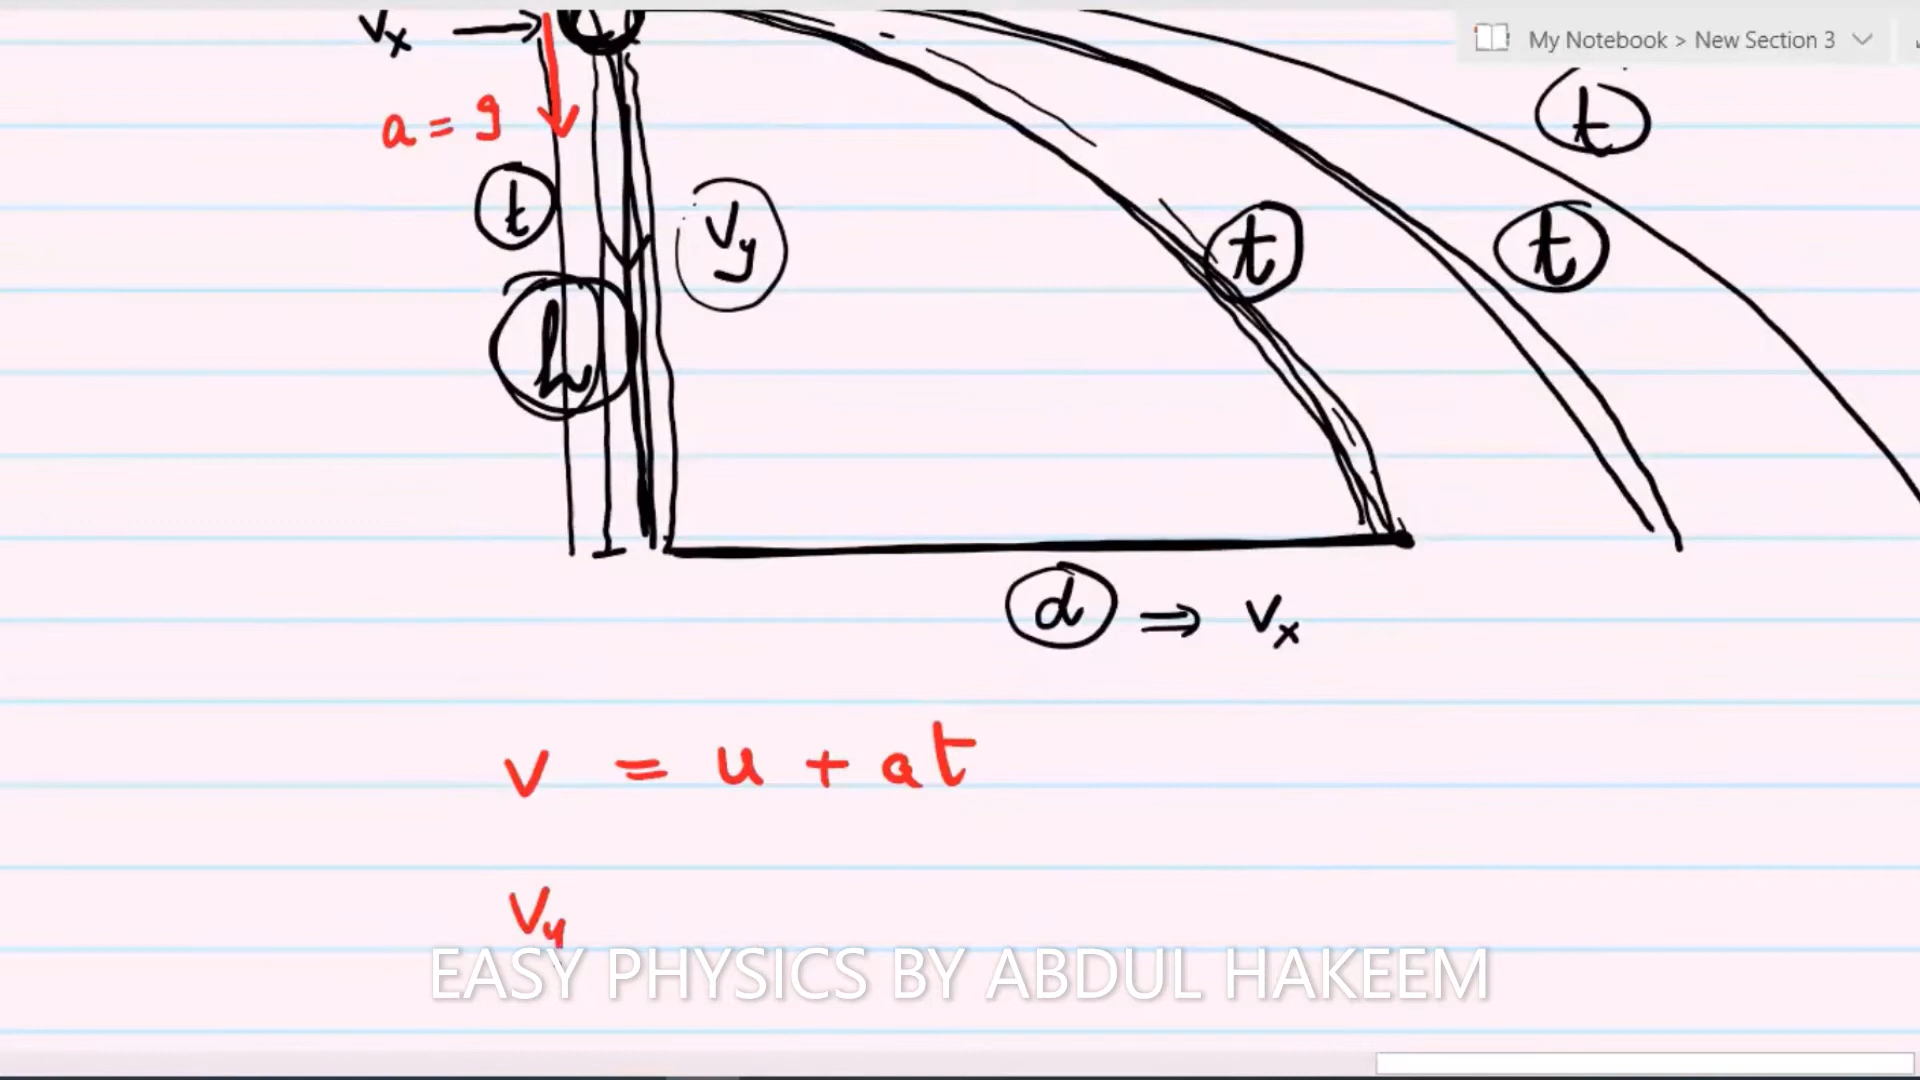 Vx
My Notebook > New Section 3
t
a = g
t
Vy
t
t
h
d ⇒ Vx
v = u + at
Vy
EASY PHYSICS BY ABDUL HAKEEM